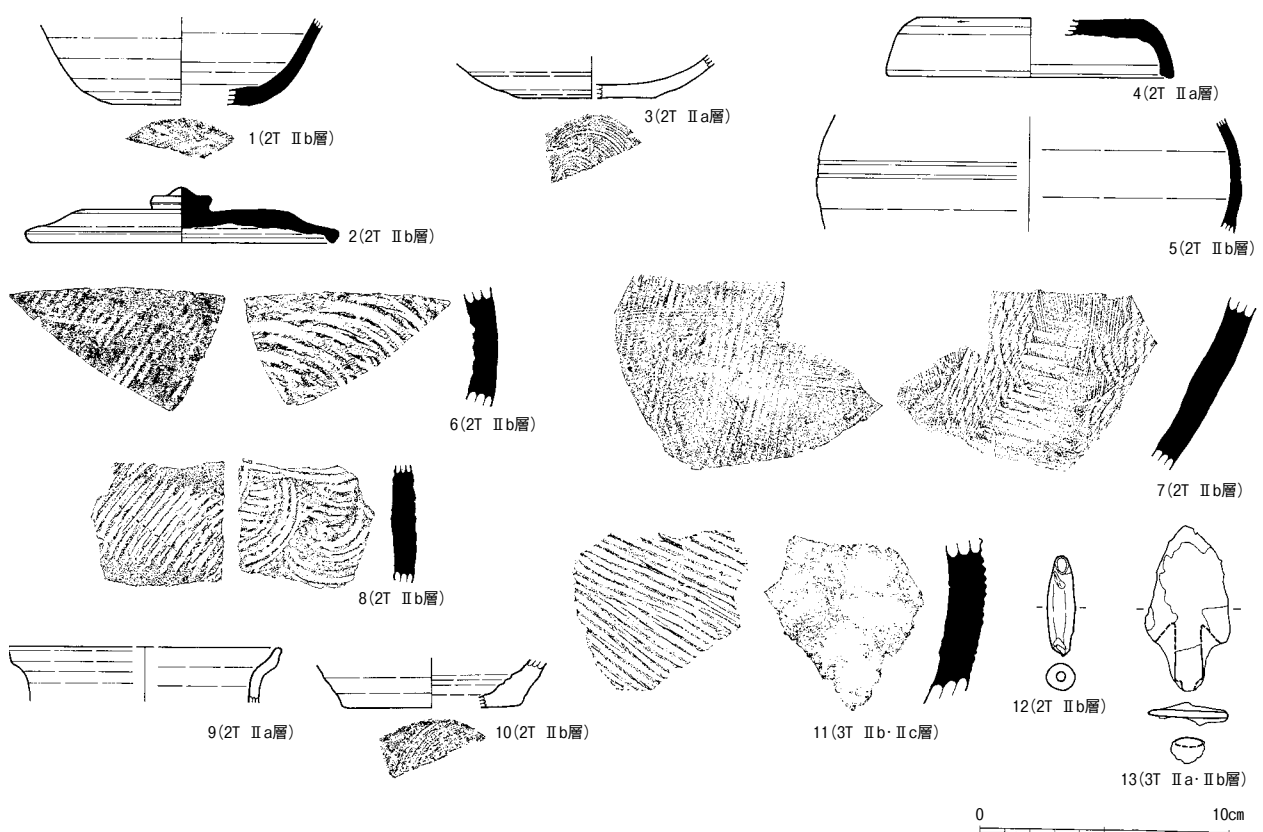 1(2T Ⅱb層)
2(2T Ⅱb層)
3(2T Ⅱa層)
4(2T Ⅱa層)
5(2T Ⅱb層)
6(2T Ⅱb層)
7(2T Ⅱb層)
8(2T Ⅱb層)
9(2T Ⅱa層)
10(2T Ⅱb層)
11(3T Ⅱb·Ⅱc層)
12(2T Ⅱb層)
13(3T Ⅱa·Ⅱb層)
0 10cm